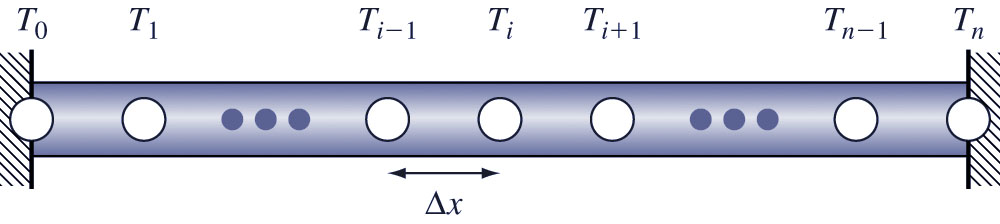 T₀ T₁ Tᵢ₋₁ Tᵢ Tᵢ₊₁ Tₙ₋₁ Tₙ
Δx